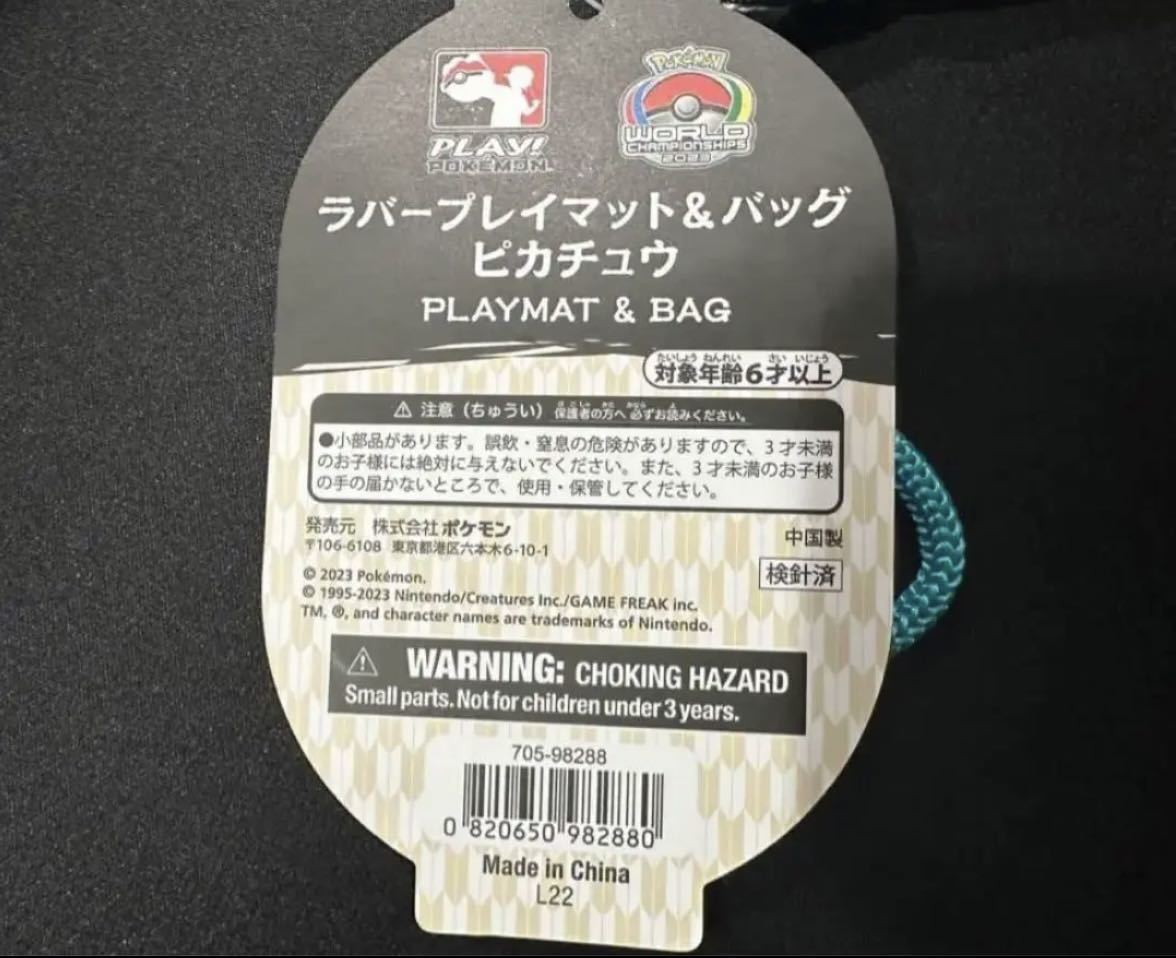 PLAY!
POKÉMON
POKÉMON
WORLD
CHAMPIONSHIPS
2023
ラバープレイマット&バッグ
ピカチュウ
PLAYMAT & BAG
たいしょう ねんれい さい いじょう
対象年齢6才以上
⚠ 注意（ちゅうい） 保護者の方へ 必ずお読みください。
●小部品があります。誤飲・窒息の危険がありますので、3才未満
のお子様には絶対に与えないでください。また、3才未満のお子様
の手の届かないところで、使用・保管してください。
発売元 株式会社ポケモン
〒106-6108 東京都港区六本木6-10-1
中国製
検針済
© 2023 Pokémon.
© 1995-2023 Nintendo/Creatures Inc./GAME FREAK inc.
TM, ®, and character names are trademarks of Nintendo.
⚠ WARNING: CHOKING HAZARD
Small parts. Not for children under 3 years.
705-98288
0 820650 982880
Made in China
L22